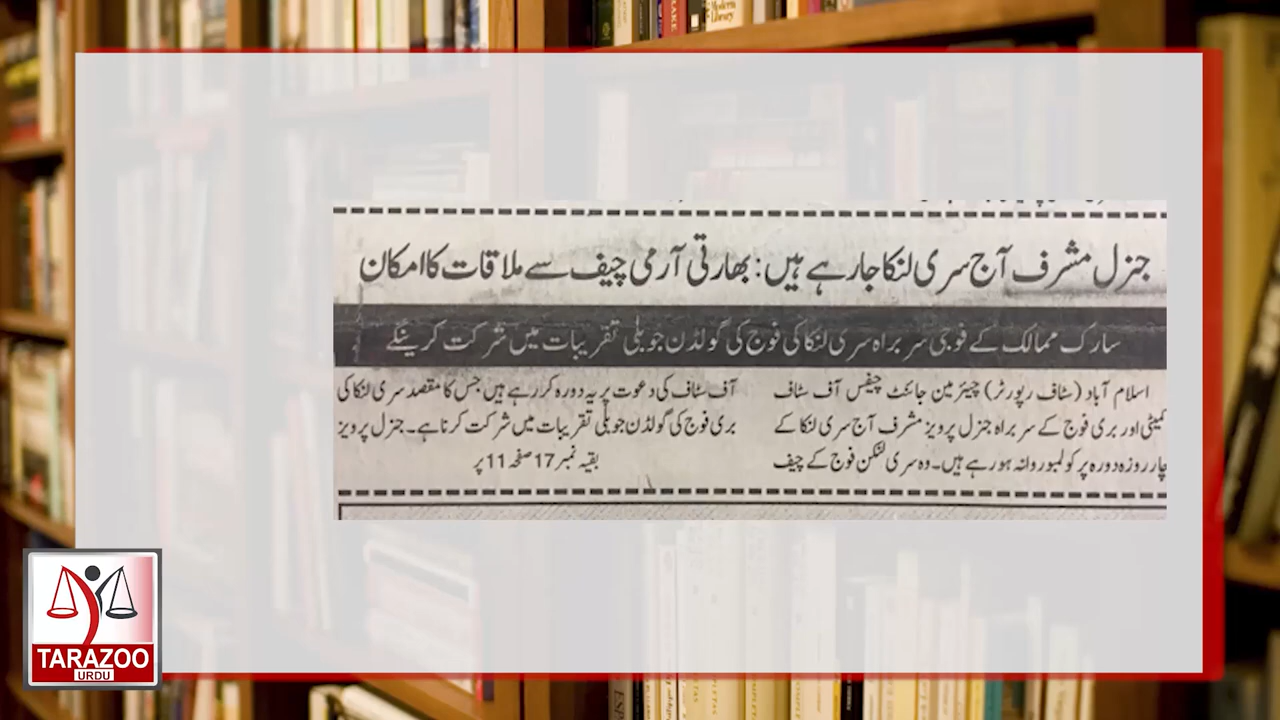 جنرل مشرف آج سری لنکا جا رہے ہیں: بھارتی آرمی چیف سے ملاقات کا امکان
سارک ممالک کے فوجی سربراہ سری لنکا کی فوج کی گولڈن جوبلی تقریبات میں شرکت کرینگے
اسلام آباد (سٹاف رپورٹر) چیئرمین جائنٹ چیفس آف سٹاف
کمیٹی اور بری فوج کے سربراہ جنرل پرویز مشرف آج سری لنکا کے
چار روزہ دورہ پر کولمبو روانہ ہو رہے ہیں۔ وہ سری لنکن فوج کے چیف
آف سٹاف کی دعوت پر یہ دورہ کر رہے ہیں جس کا مقصد سری لنکا کی
بری فوج کی گولڈن جوبلی تقریبات میں شرکت کرنا ہے۔ جنرل پرویز
بقیہ نمبر 17 صفحہ 11 پر
TARAZOO
URDU
Modern
Library